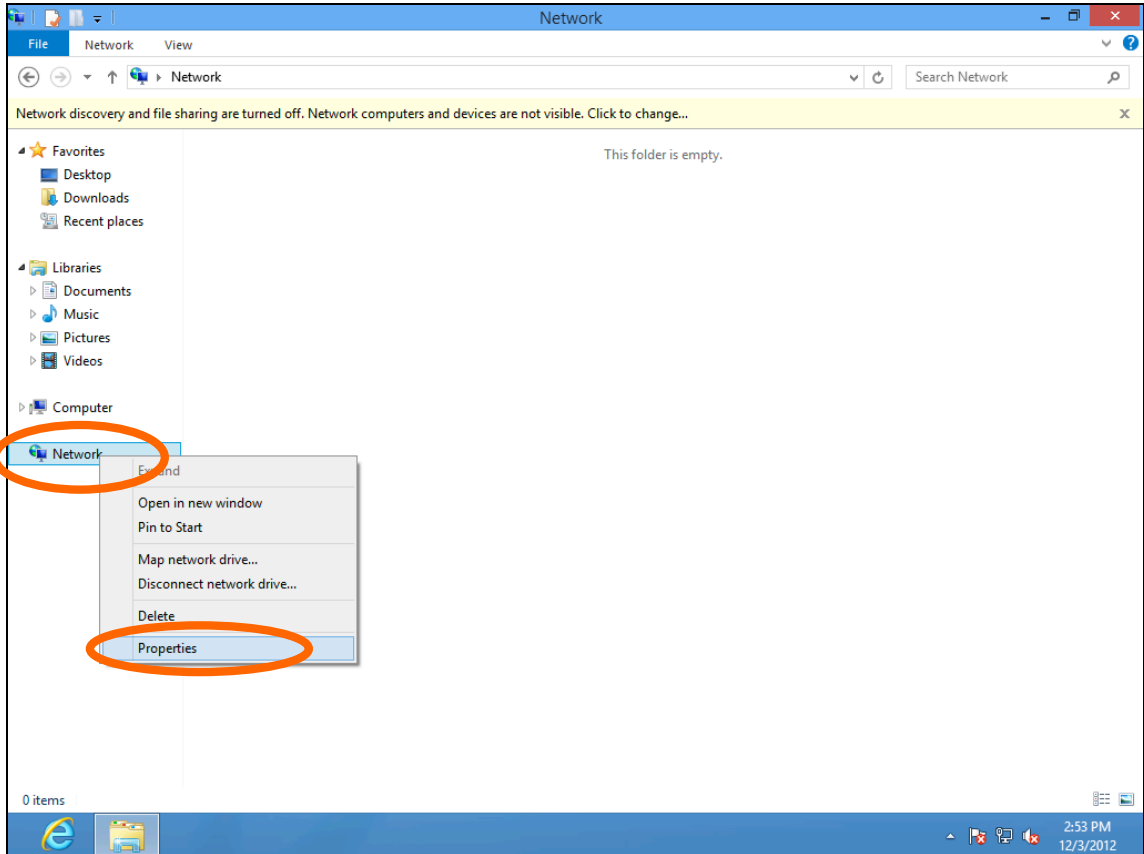 Network
File Network View
Network
Search Network
Network discovery and file sharing are turned off. Network computers and devices are not visible. Click to change...
This folder is empty.
Favorites
Desktop
Downloads
Recent places
Libraries
Documents
Music
Pictures
Videos
Computer
Network
Expand
Open in new window
Pin to Start
Map network drive...
Disconnect network drive...
Delete
Properties
0 items
2:53 PM
12/3/2012